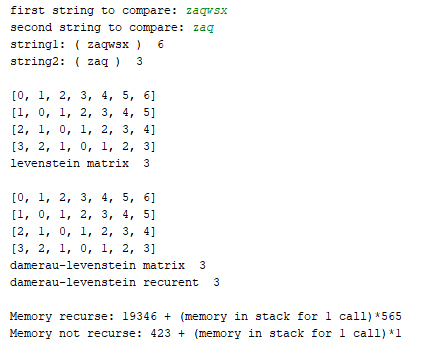 first string to compare: zaqwsx
second string to compare: zaq
string1: ( zaqwsx )  6
string2: ( zaq )  3
[0, 1, 2, 3, 4, 5, 6]
[1, 0, 1, 2, 3, 4, 5]
[2, 1, 0, 1, 2, 3, 4]
[3, 2, 1, 0, 1, 2, 3]
levenstein matrix  3
[0, 1, 2, 3, 4, 5, 6]
[1, 0, 1, 2, 3, 4, 5]
[2, 1, 0, 1, 2, 3, 4]
[3, 2, 1, 0, 1, 2, 3]
damerau-levenstein matrix  3
damerau-levenstein recurent  3
Memory recurse: 19346 + (memory in stack for 1 call)*565
Memory not recurse: 423 + (memory in stack for 1 call)*1